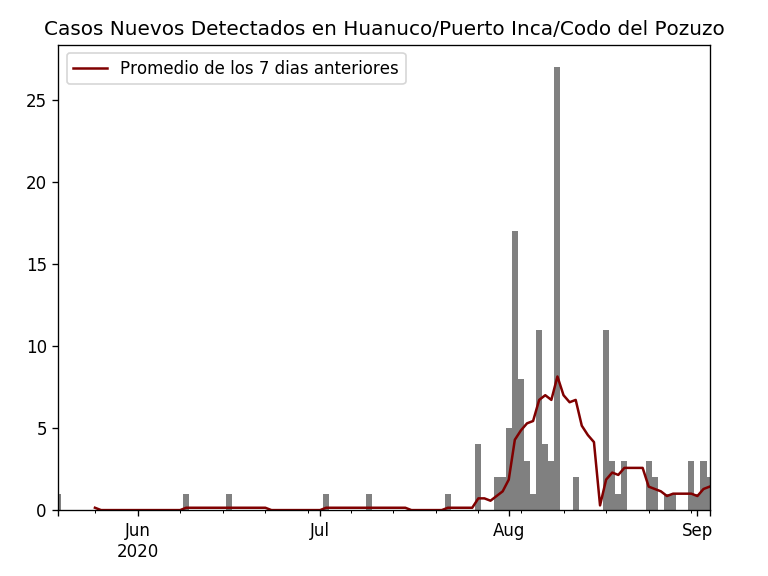 Casos Nuevos Detectados en Huanuco/Puerto Inca/Codo del Pozuzo
Promedio de los 7 dias anteriores
25
20
15
10
5
0
Jun Jul Aug Sep
2020